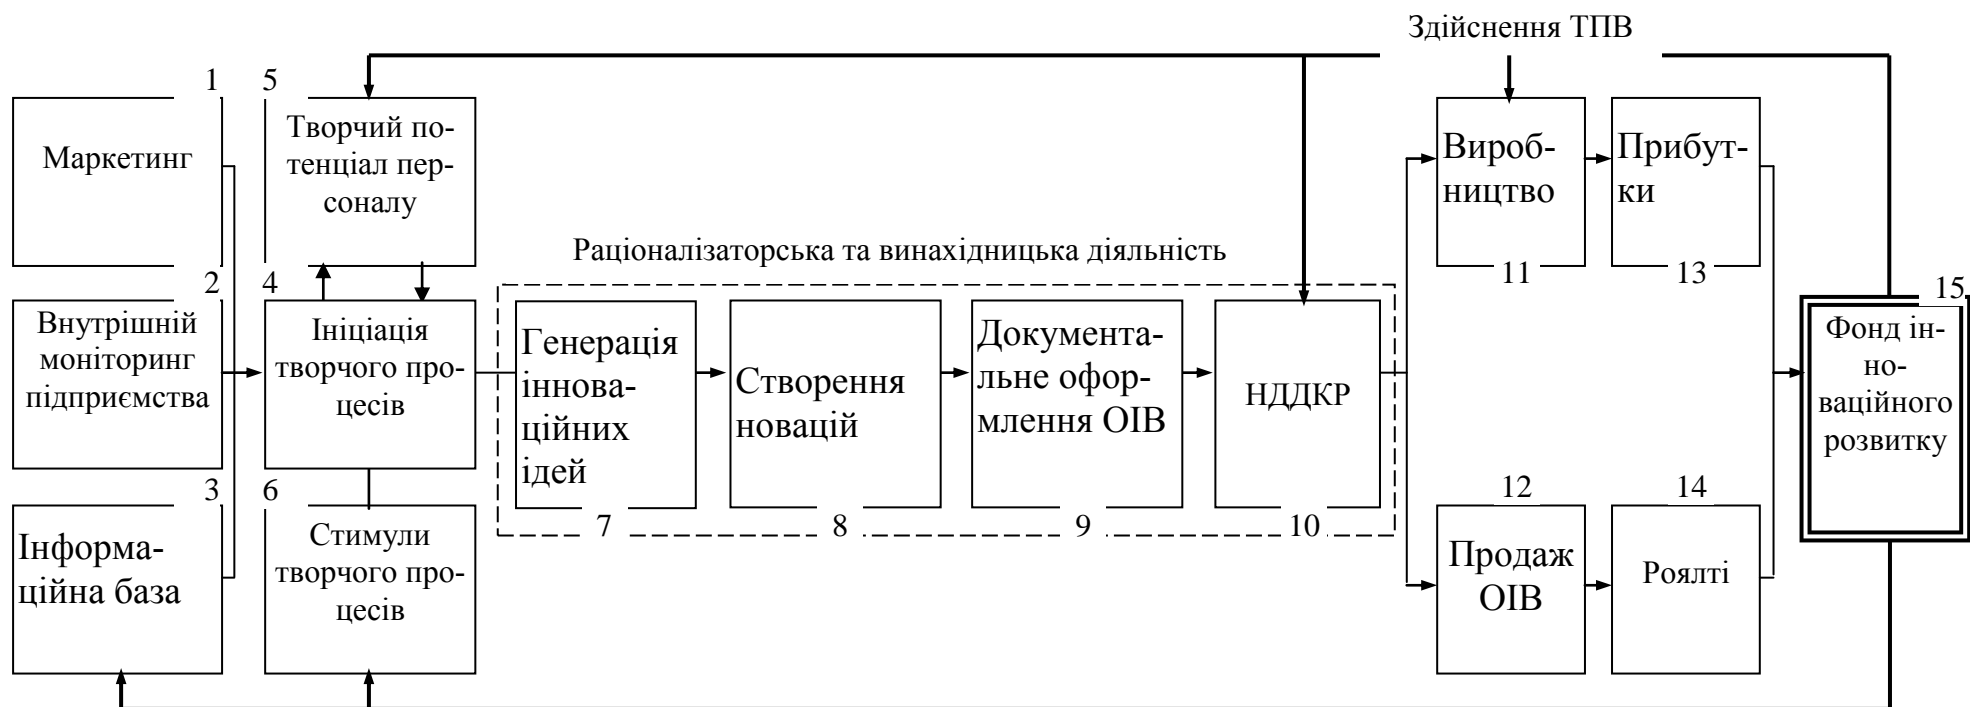 Здійснення ТПВ
1
Маркетинг
5
Творчий по-
тенціал пер-
соналу
2
Внутрішній
моніторинг
підприємства
4
Ініціація
творчого про-
цесів
3
Інформа-
ційна база
6
Стимули
творчого про-
цесів
Раціоналізаторська та винахідницька діяльність
Генерація
іннова-
ційних
ідей
7
Створення
новацій
8
Документа-
льне офор-
млення ОІВ
9
НДДКР
10
Вироб-
ництво
11
Прибут-
ки
13
12
Продаж
ОІВ
14
Роялті
15
Фонд ін-
но-
ваційного
розвитку